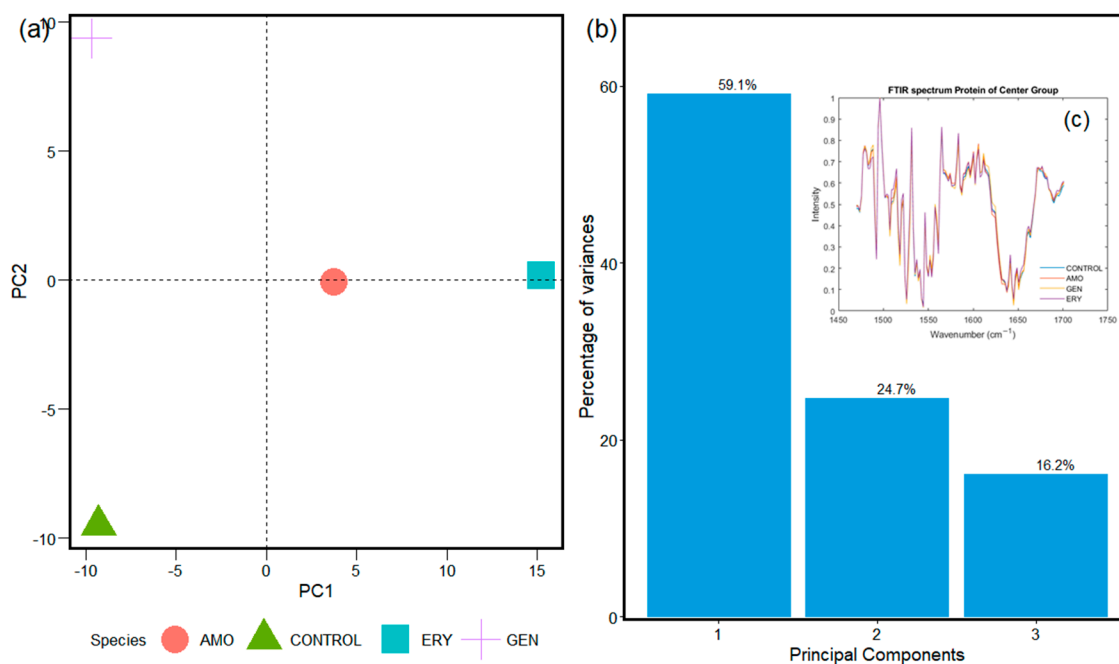 (a)
10
5
0
-5
-10
PC2
-10 -5 0 5 10 15
PC1
Species AMO CONTROL ERY GEN
(b)
60
40
20
0
Percentage of variances
59.1%
24.7%
16.2%
1 2 3
Principal Components
FTIR spectrum Protein of Center Group
(c)
1
0.9
0.8
0.7
0.6
0.5
0.4
0.3
0.2
0.1
0
Intensity
CONTROL
AMO
GEN
ERY
1450 1500 1550 1600 1650 1700 1750
Wavenumber (cm⁻¹)